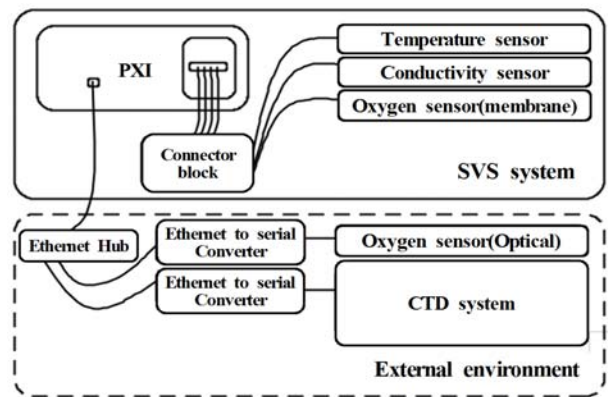 PXI
Temperature sensor
Conductivity sensor
Oxygen sensor(membrane)
Connector
block
SVS system
Ethernet Hub
Ethernet to serial
Converter
Oxygen sensor(Optical)
Ethernet to serial
Converter
CTD system
External environment